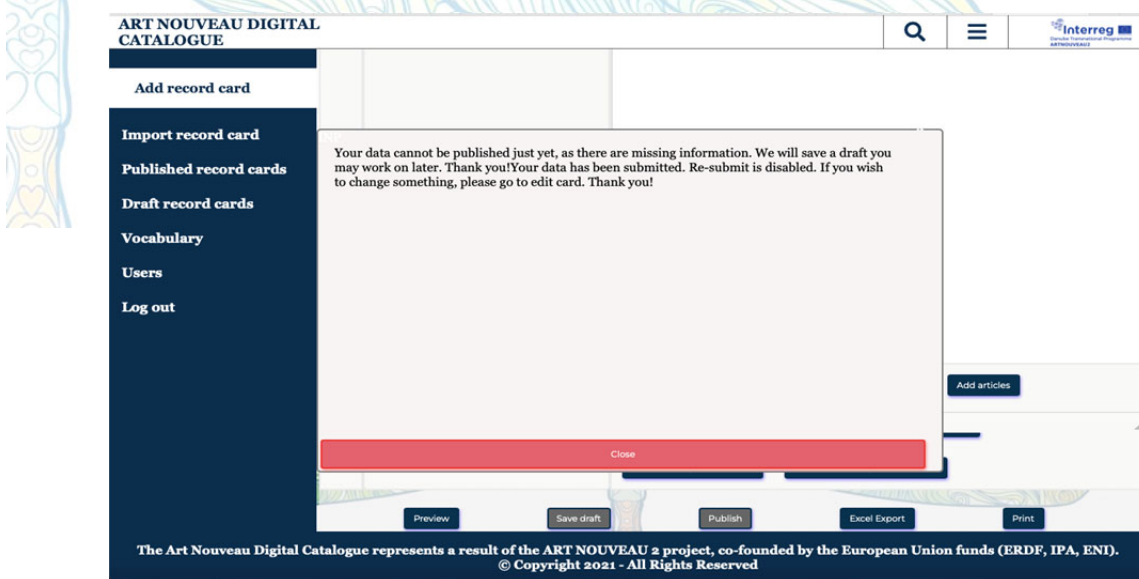 ART NOUVEAU DIGITAL
CATALOGUE
Interreg
Danube Transnational Programme
ARTNOUVEAU2
Add record card
Import record card
Published record cards
Draft record cards
Vocabulary
Users
Log out
Your data cannot be published just yet, as there are missing information. We will save a draft you
may work on later. Thank you!Your data has been submitted. Re-submit is disabled. If you wish
to change something, please go to edit card. Thank you!
Add articles
Close
Preview
Save draft
Publish
Excel Export
Print
The Art Nouveau Digital Catalogue represents a result of the ART NOUVEAU 2 project, co-founded by the European Union funds (ERDF, IPA, ENI).
© Copyright 2021 - All Rights Reserved